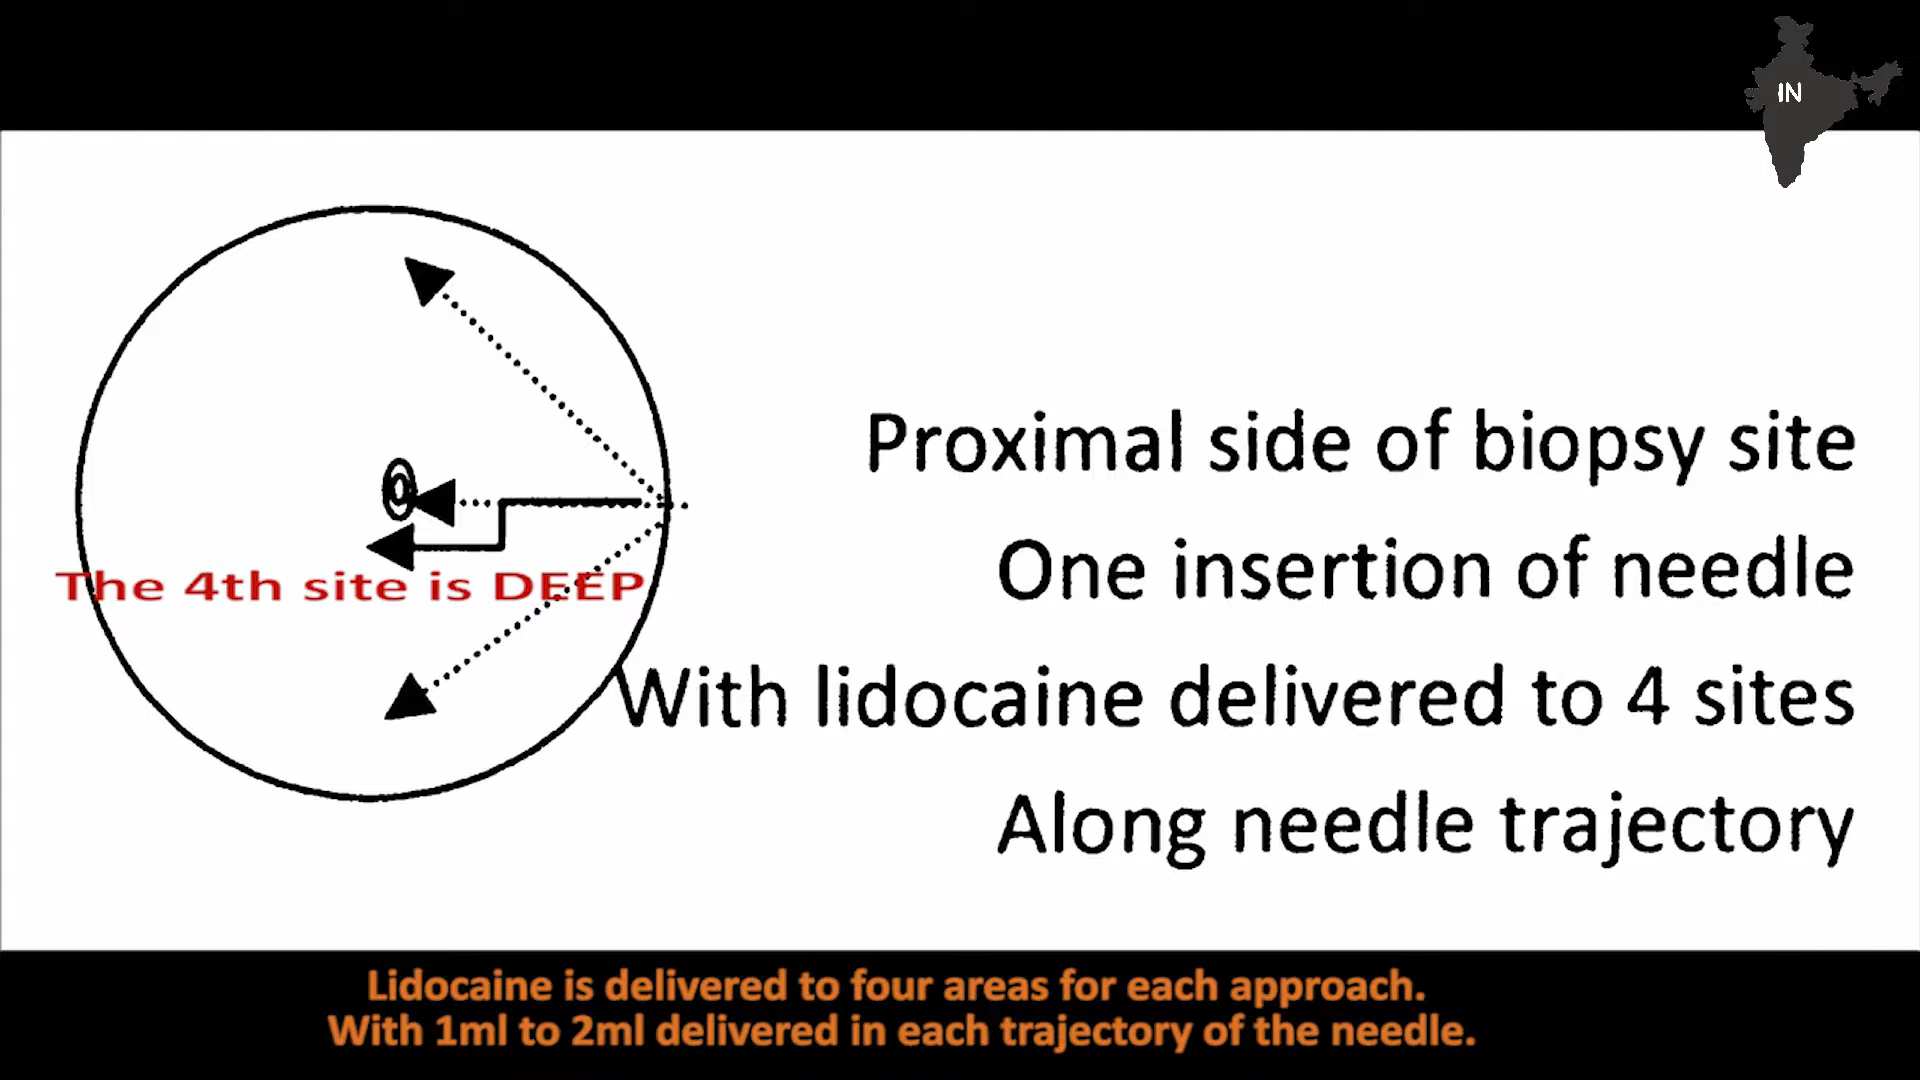 IN
Proximal side of biopsy site
One insertion of needle
The 4th site is DEEP
With lidocaine delivered to 4 sites
Along needle trajectory
Lidocaine is delivered to four areas for each approach.
With 1ml to 2ml delivered in each trajectory of the needle.